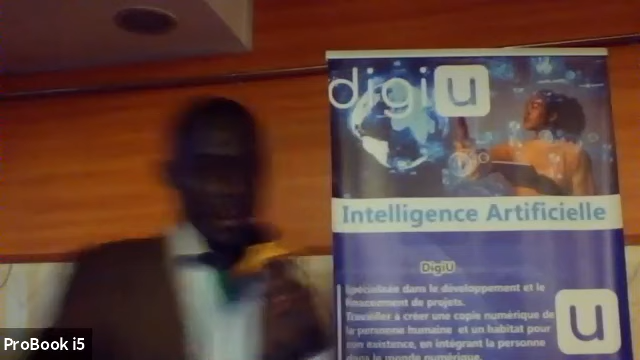 digiU
Intelligence Artificielle
DigiU
Spécialisée dans le développement et le
financement de projets.
Travailler à créer une copie numérique de
la personne humaine et un habitat pour
son existence, en intégrant la personne
dans le monde numérique.
U
ProBook i5